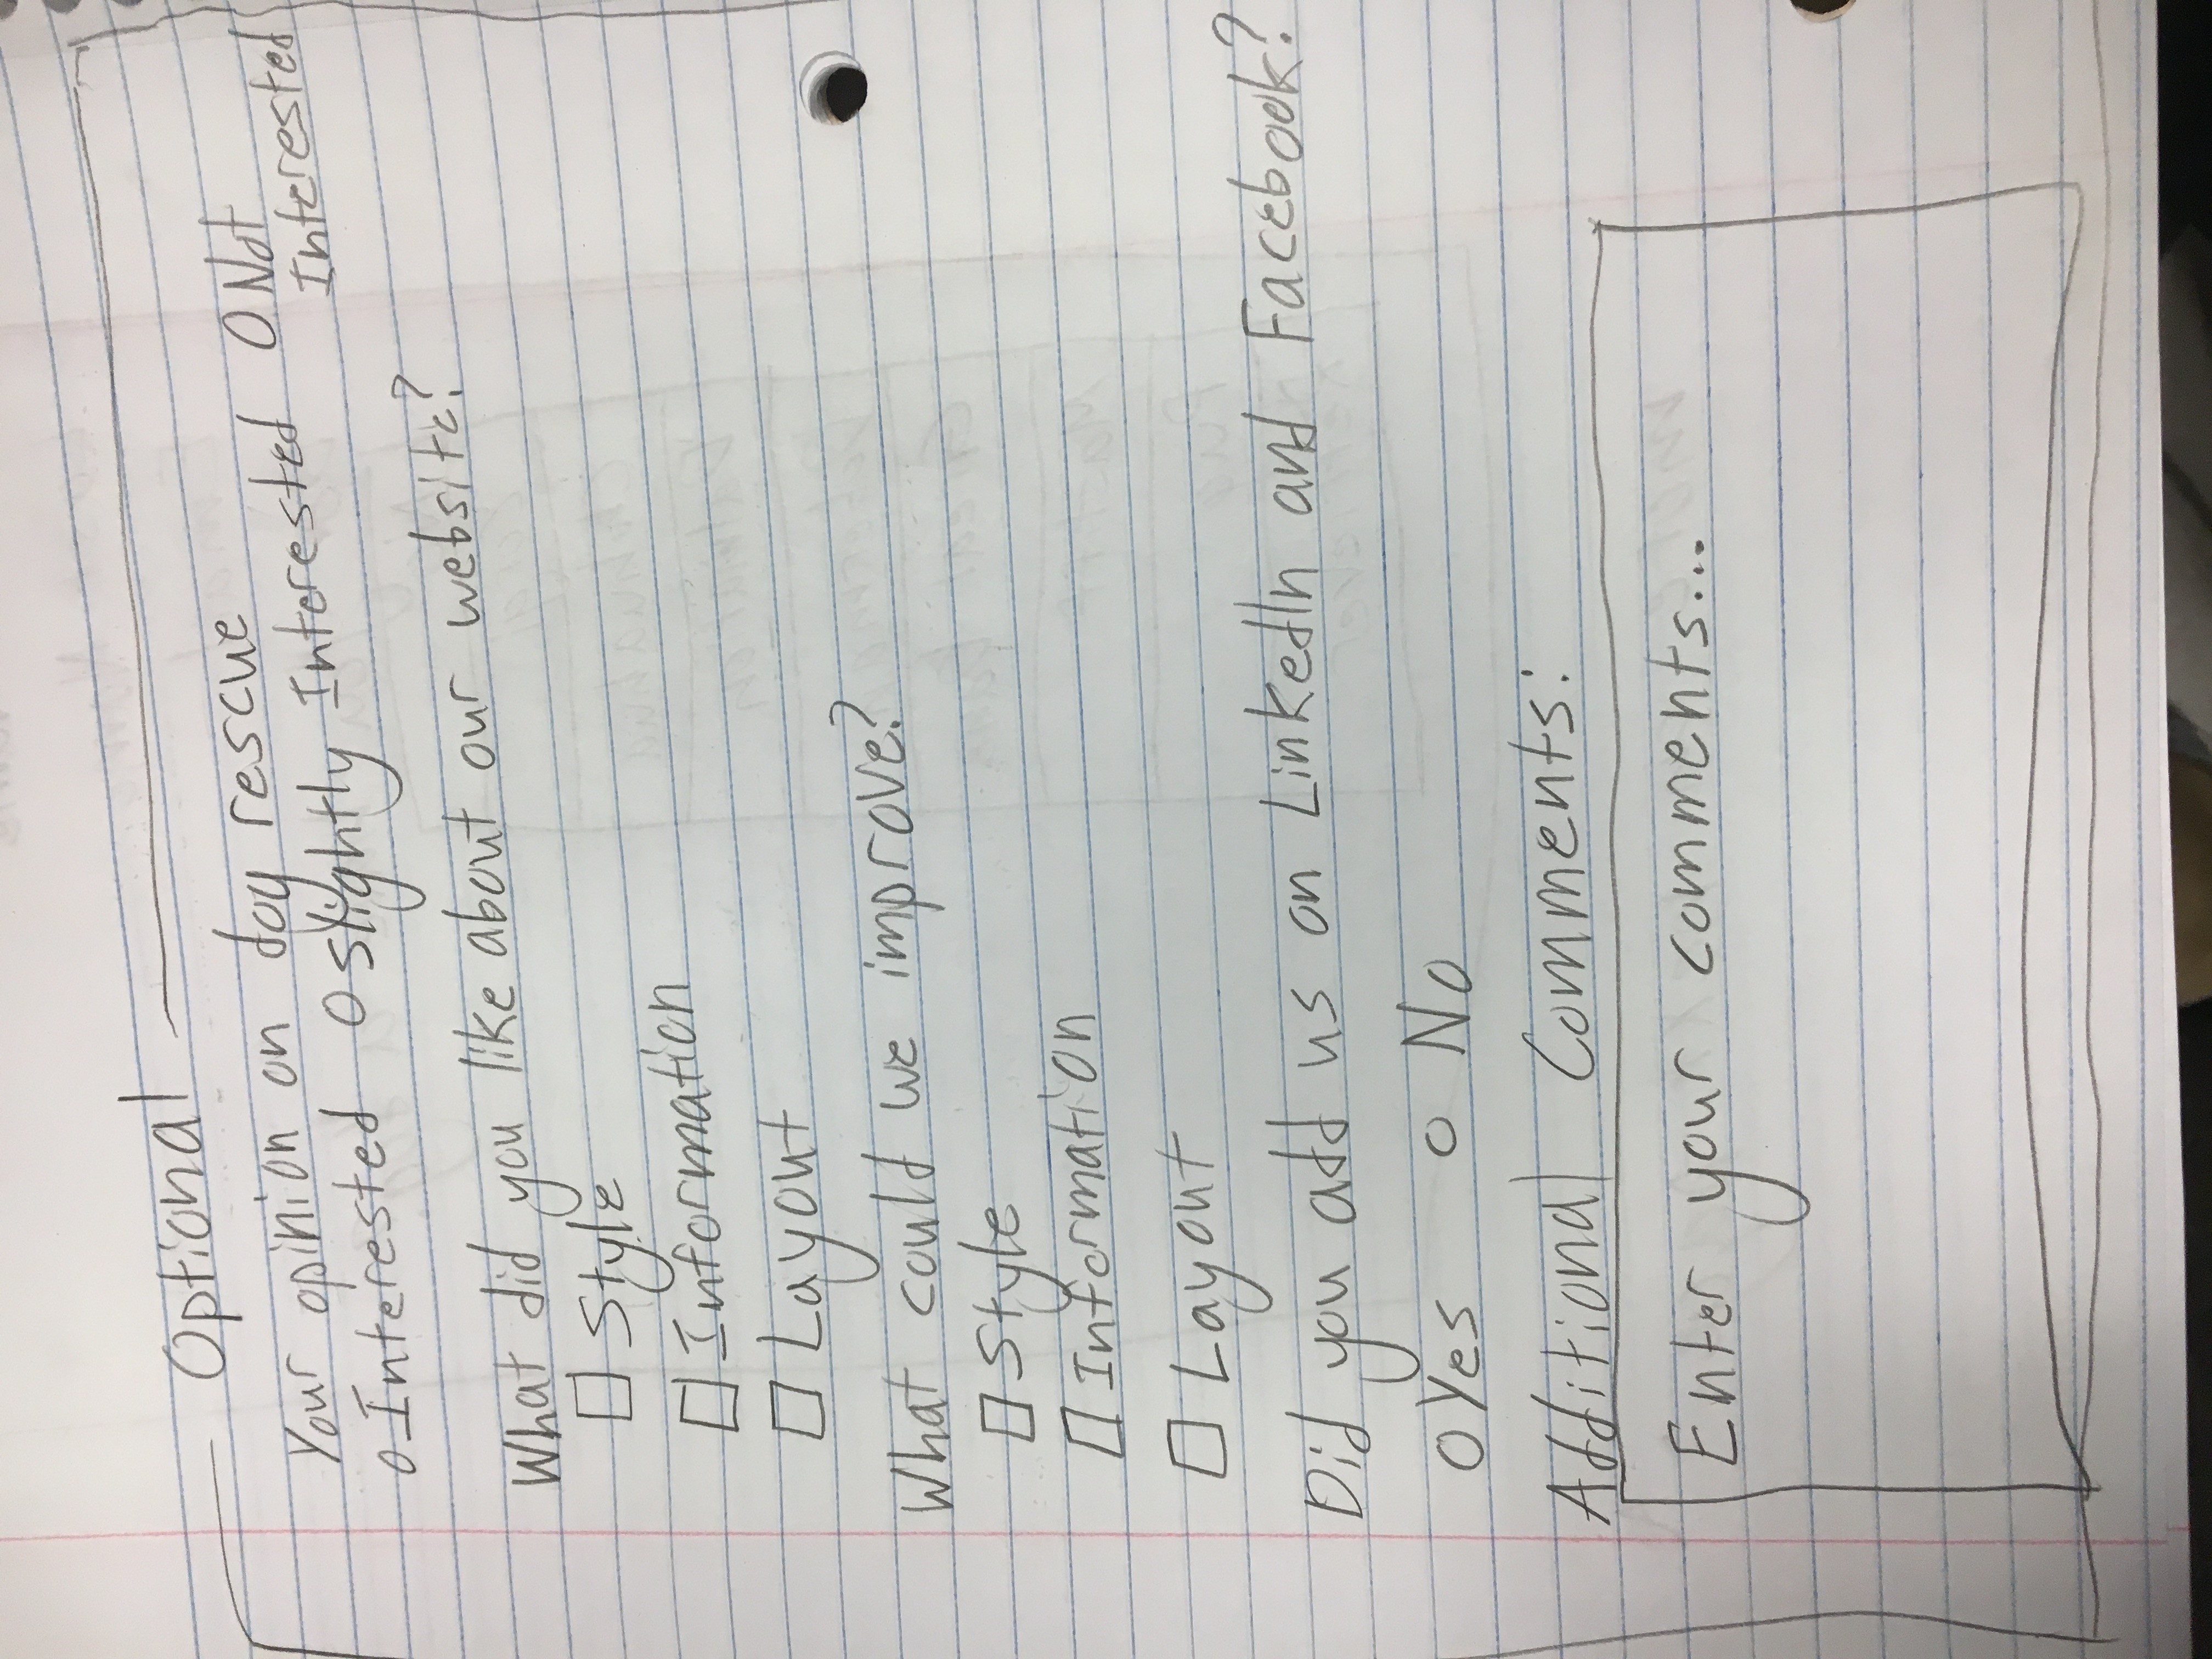 Optional
Your opinion on dog rescue
O Interested O Slightly Interested O Not
Interested
What did you like about our website?
☐ Style
☐ Information
☐ Layout
What could we improve?
☐ Style
☐ Information
☐ Layout
Did you add us on LinkedIn and Facebook?
O Yes O No
Additional Comments:
Enter your comments...